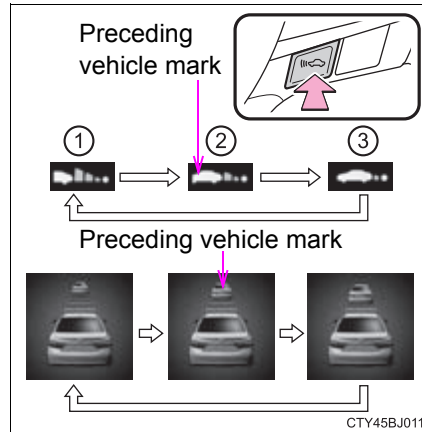 Preceding
vehicle mark
1 2 3
Preceding vehicle mark
CTY45BJ011